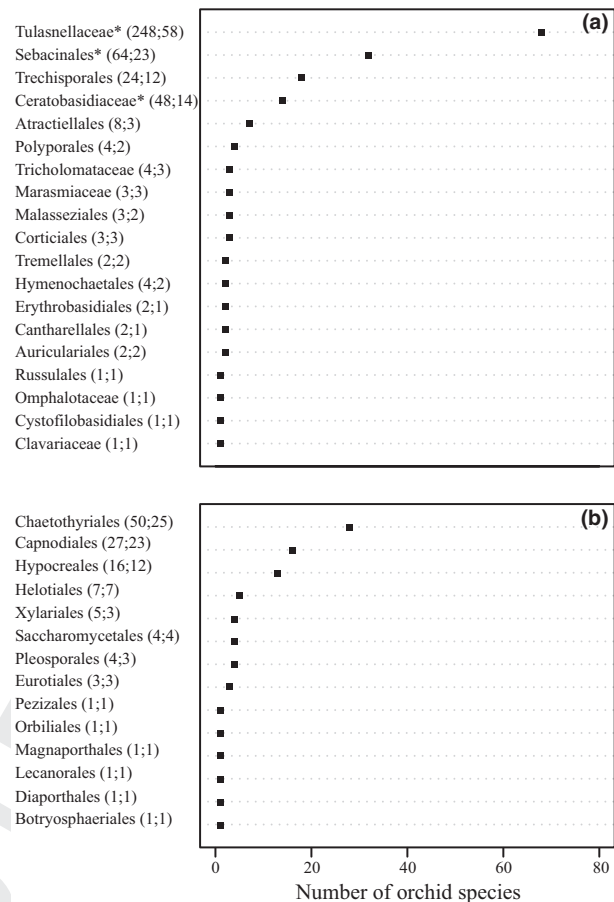 (a)
Tulasnellaceae* (248;58)
Sebacinales* (64;23)
Trechisporales (24;12)
Ceratobasidiaceae* (48;14)
Atractiellales (8;3)
Polyporales (4;2)
Tricholomataceae (4;3)
Marasmiaceae (3;3)
Malasseziales (3;2)
Corticiales (3;3)
Tremellales (2;2)
Hymenochaetales (4;2)
Erythrobasidiales (2;1)
Cantharellales (2;1)
Auriculariales (2;2)
Russulales (1;1)
Omphalotaceae (1;1)
Cystofilobasidiales (1;1)
Clavariaceae (1;1)
(b)
Chaetothyriales (50;25)
Capnodiales (27;23)
Hypocreales (16;12)
Helotiales (7;7)
Xylariales (5;3)
Saccharomycetales (4;4)
Pleosporales (4;3)
Eurotiales (3;3)
Pezizales (1;1)
Orbiliales (1;1)
Magnaporthales (1;1)
Lecanorales (1;1)
Diaporthales (1;1)
Botryosphaeriales (1;1)
0 20 40 60 80
Number of orchid species